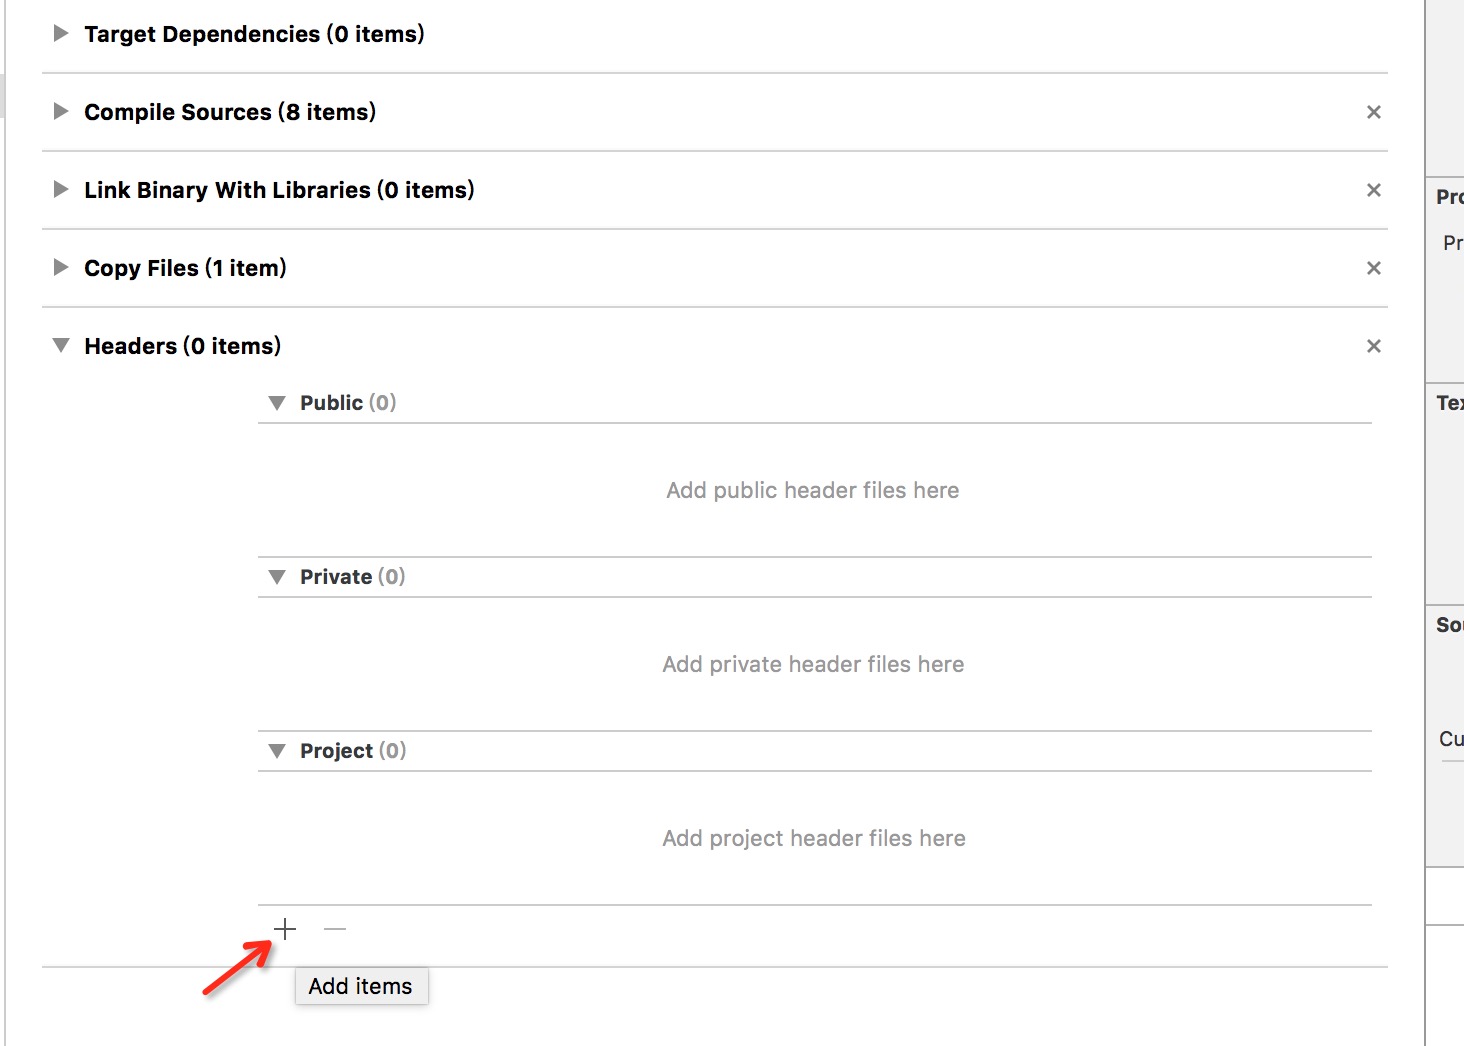 Target Dependencies (0 items)
Compile Sources (8 items)
Link Binary With Libraries (0 items)
Copy Files (1 item)
Headers (0 items)
Public (0)
Add public header files here
Private (0)
Add private header files here
Project (0)
Add project header files here
Add items
Pro
Pr
Tex
Sou
Cu